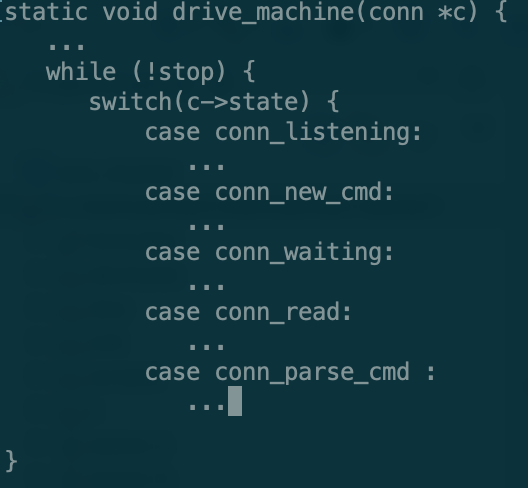 static void drive_machine(conn *c) {
...
while (!stop) {
switch(c->state) {
case conn_listening:
...
case conn_new_cmd:
...
case conn_waiting:
...
case conn_read:
...
case conn_parse_cmd :
...
}